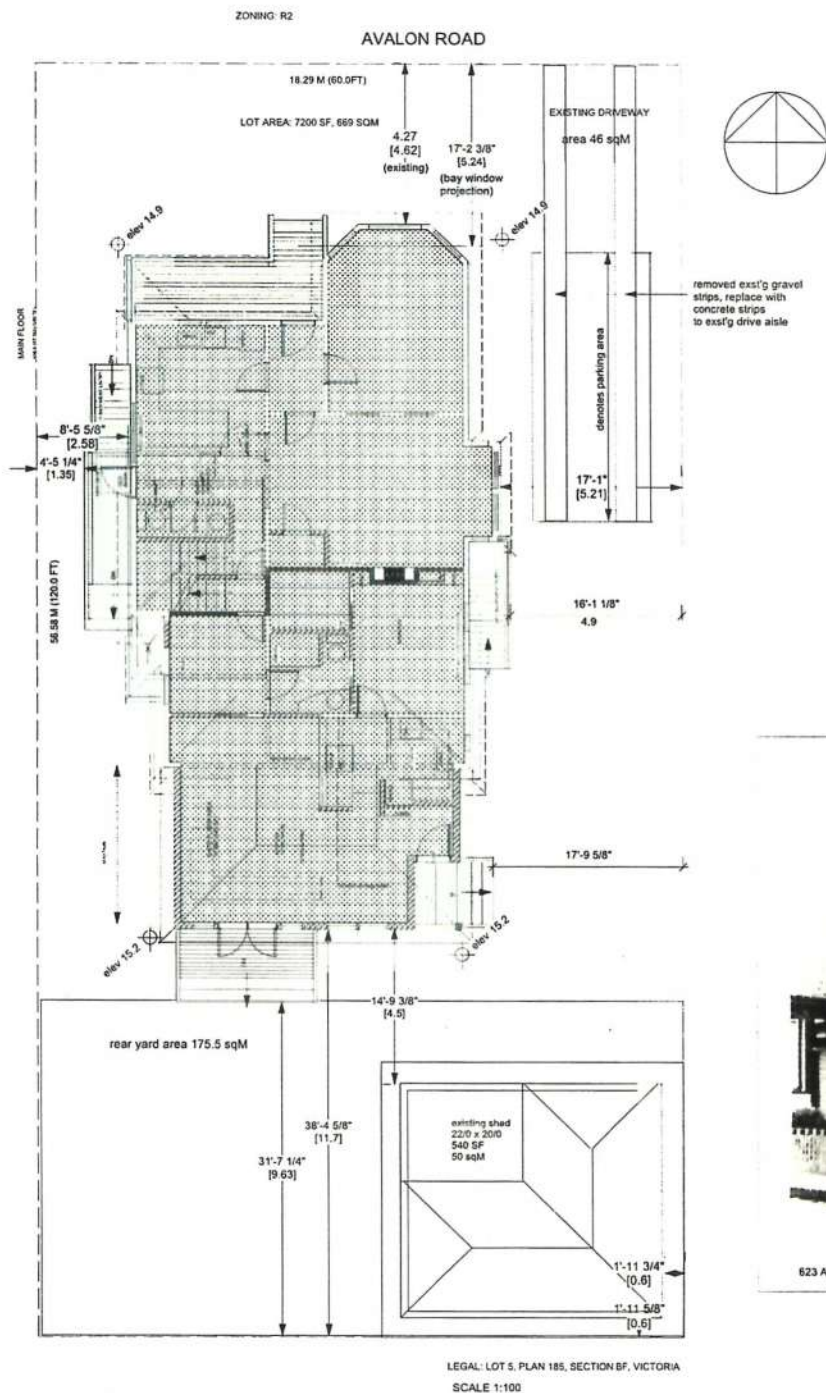 ZONING: R2
AVALON ROAD
18.29 M (60.0FT)
LOT AREA: 7200 SF, 669 SQM
4.27
[4.62]
(existing)
17'-2 3/8"
[5.24]
(bay window
projection)
EXISTING DRIVEWAY
area 46 sqM
elev 14.9
elev 14.9
removed exst'g gravel
strips, replace with
concrete strips
to exst'g drive aisle
MAIN FLOOR
denotes parking area
8'-5 5/8"
[2.58]
4'-5 1/4"
[1.35]
17'-1"
[5.21]
56.58 M (120.0 FT)
16'-1 1/8"
4.9
17'-9 5/8"
elev 15.2
elev 15.2
14'-9 3/8"
[4.5]
rear yard area 175.5 sqM
38'-4 5/8"
[11.7]
31'-7 1/4"
[9.63]
existing shed
22/0 x 20/0
540 SF
50 sqM
1'-11 3/4"
[0.6]
1'-11 5/8"
[0.6]
623 A
LEGAL: LOT 5, PLAN 185, SECTION BF, VICTORIA
SCALE 1:100